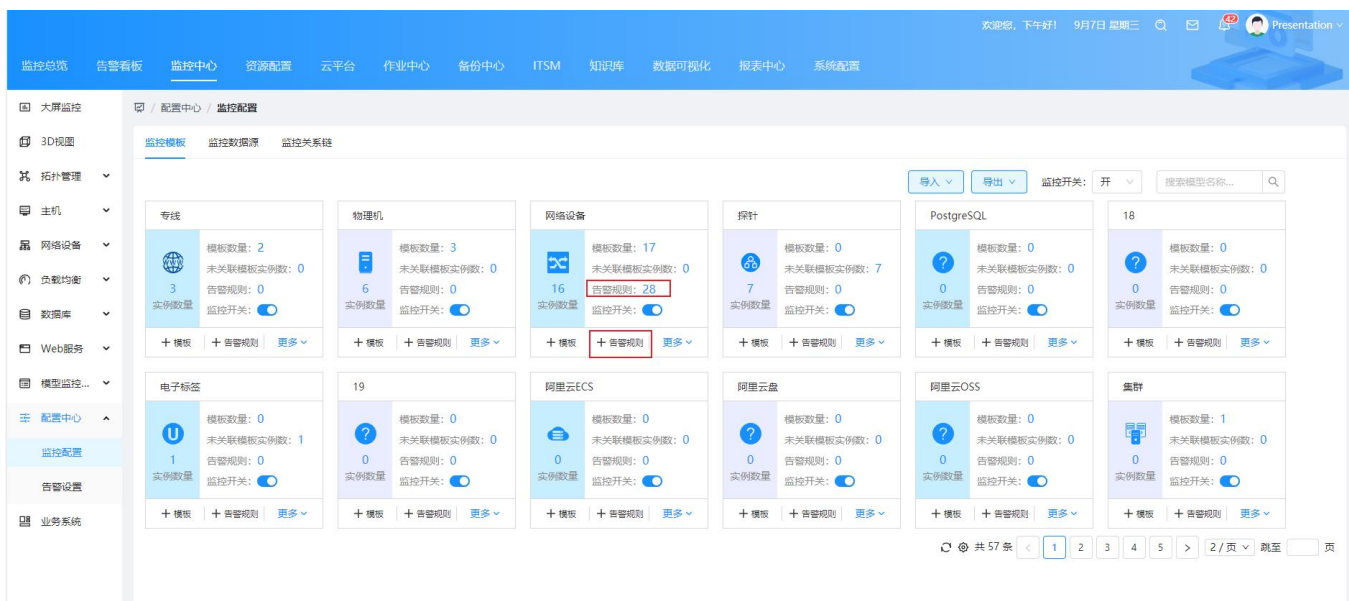 欢迎您，下午好！ 9月7日 星期三 42 Presentation
监控总览 告警看板 监控中心 资源配置 云平台 作业中心 备份中心 ITSM 知识库 数据可视化 报表中心 系统配置
大屏监控
3D视图
拓扑管理
主机
网络设备
负载均衡
数据库
Web服务
模型监控...
配置中心
监控配置
告警设置
业务系统
/ 配置中心 / 监控配置
监控模板 监控数据源 监控关系链
导入 导出 监控开关： 开 搜索模型名称...
专线
模板数量：2
未关联模板实例数：0
3 告警规则：0
实例数量 监控开关：
+ 模板 + 告警规则 更多
物理机
模板数量：3
未关联模板实例数：0
6 告警规则：0
实例数量 监控开关：
+ 模板 + 告警规则 更多
网络设备
模板数量：17
未关联模板实例数：0
16 告警规则：28
实例数量 监控开关：
+ 模板 + 告警规则 更多
探针
模板数量：0
未关联模板实例数：7
7 告警规则：0
实例数量 监控开关：
+ 模板 + 告警规则 更多
PostgreSQL
模板数量：0
未关联模板实例数：0
0 告警规则：0
实例数量 监控开关：
+ 模板 + 告警规则 更多
18
模板数量：0
未关联模板实例数：0
0 告警规则：0
实例数量 监控开关：
+ 模板 + 告警规则 更多
电子标签
模板数量：0
未关联模板实例数：1
1 告警规则：0
实例数量 监控开关：
+ 模板 + 告警规则 更多
19
模板数量：0
未关联模板实例数：0
0 告警规则：0
实例数量 监控开关：
+ 模板 + 告警规则 更多
阿里云ECS
模板数量：0
未关联模板实例数：0
0 告警规则：0
实例数量 监控开关：
+ 模板 + 告警规则 更多
阿里云盘
模板数量：0
未关联模板实例数：0
0 告警规则：0
实例数量 监控开关：
+ 模板 + 告警规则 更多
阿里云OSS
模板数量：0
未关联模板实例数：0
0 告警规则：0
实例数量 监控开关：
+ 模板 + 告警规则 更多
集群
模板数量：1
未关联模板实例数：0
0 告警规则：0
实例数量 监控开关：
+ 模板 + 告警规则 更多
共 57 条 < 1 2 3 4 5 > 2 / 页 跳至 页